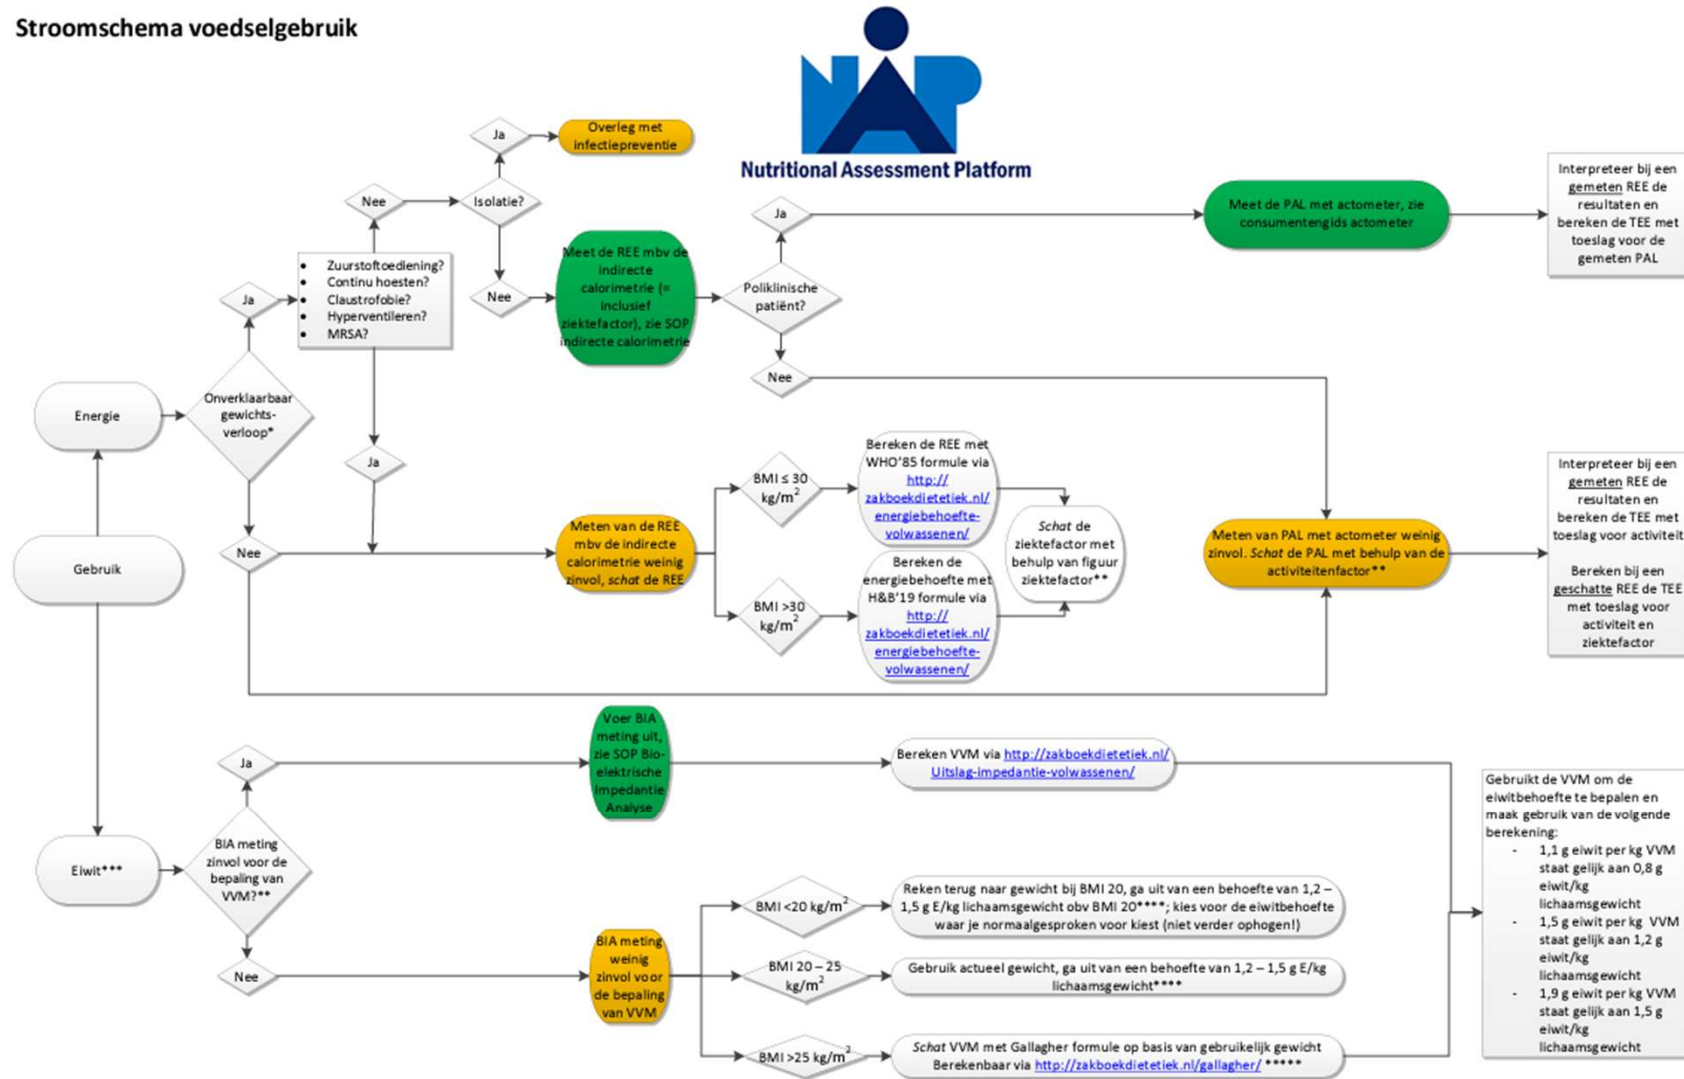 Stroomschema voedselgebruik
NAP
Nutritional Assessment Platform
Ja
Overleg met
infectiepreventie
Nee
Isolatie?
Nee
Ja
• Zuurstoftoediening?
• Continu hoesten?
• Claustrofobie?
• Hyperventileren?
• MRSA?
Meet de REE mbv de
indirecte
calorimetrie (=
inclusief
ziektefactor), zie SOP
indirecte calorimetrie
Poliklinische
patiënt?
Ja
Nee
Meet de PAL met actometer, zie
consumentengids actometer
Interpreteer bij een
gemeten REE de
resultaten en
bereken de TEE met
toeslag voor de
gemeten PAL
Energie
Onverklaarbaar
gewichts-
verloop*
Ja
Nee
Gebruik
Meten van de REE
mbv de indirecte
calorimetrie weinig
zinvol, schat de REE
BMI ≤ 30
kg/m²
Bereken de REE met
WHO'85 formule via
http://
zakboekdietetiek.nl/
energiebehoefte-
volwassenen/
BMI >30
kg/m²
Bereken de
energiebehoefte met
H&B'19 formule via
http://
zakboekdietetiek.nl/
energiebehoefte-
volwassenen/
Schat de
ziektefactor met
behulp van figuur
ziektefactor**
Meten van PAL met actometer weinig
zinvol. Schat de PAL met behulp van de
activiteitenfactor**
Interpreteer bij een
gemeten REE de
resultaten en
bereken de TEE met
toeslag voor activiteit
Bereken bij een
geschatte REE de TEE
met toeslag voor
activiteit en
ziektefactor
Eiwit***
BIA meting
zinvol voor de
bepaling van
VVM?**
Ja
Voer BIA
meting uit,
zie SOP Bio-
elektrische
Impedantie
Analyse
Bereken VVM via http://zakboekdietetiek.nl/
Uitslag-impedantie-volwassenen/
Nee
BIA meting
weinig
zinvol voor
de bepaling
van VVM
BMI <20 kg/m²
Reken terug naar gewicht bij BMI 20, ga uit van een behoefte van 1,2 –
1,5 g E/kg lichaamsgewicht obv BMI 20****; kies voor de eiwitbehoefte
waar je normaalgesproken voor kiest (niet verder ophogen!)
BMI 20 – 25
kg/m²
Gebruik actueel gewicht, ga uit van een behoefte van 1,2 – 1,5 g E/kg
lichaamsgewicht****
BMI >25 kg/m²
Schat VVM met Gallagher formule op basis van gebruikelijk gewicht
Berekenbaar via http://zakboekdietetiek.nl/gallagher/ *****
Gebruikt de VVM om de
eiwitbehoefte te bepalen en
maak gebruik van de volgende
berekening:
- 1,1 g eiwit per kg VVM
staat gelijk aan 0,8 g
eiwit/kg
lichaamsgewicht
- 1,5 g eiwit per kg VVM
staat gelijk aan 1,2 g
eiwit/kg
lichaamsgewicht
- 1,9 g eiwit per kg VVM
staat gelijk aan 1,5 g
eiwit/kg
lichaamsgewicht